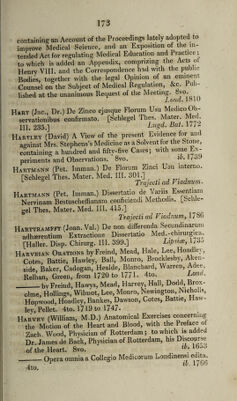 173
containing an Account of the Proceedings lately adopted to
improve Medical Science, and an Exposition of the in-
tended Act for regulating Medical Education and Practice;
to which is added an Appendix, comprizing the Acts of
Henry VIII. and the Correspondence had with the public
Bodies, together with the legal Opinion of an eminent
Counsel on the Subject of Medical Regulation, &c. Pub-
lished at the unanimous Request of the Meeting. 8vo.
Lond. 1810
HART (Jac., Dr.) De Zinco ejusque Florum Usu Medico Ob-
servationibus confirmato. [Schlegel Thes. Mater. Med.
III. 235.] Lugd. Bat. 1772
HARTLEY (David) A View of the present Evidence for and
against Mrs. Stephens's Medicine as a Solvent for the Stone,
containing a hundred and fifty-five Cases; with some Ex-
periments and Observations. 8vo. ib. 1739
HARTMANN (Pet. Imman.) De Florum Zinci Usu interno.
[Schlegel Thes. Mater. Med. III. 301.]
Trajecti ad Viadnum.
HARTMANN (Pet. Imman.) Dissertatio de Variis Essentiam
Nervinam Bestuschefianam conficiendi Methodis. [Schle-
gel Thes. Mater. Med. III. 415.]
Trajecti ad Viadnum, 1786
HARTYRAMPFT (Joan. Val.) De non differenda Secundinarum
adhærentium Extractione Dissertatio Med.-chirurgica.
[Haller. Disp. Chirurg. III. 399.] Lipsiæ, 1735
HARVEIAN ORATIONS by Freind, Mead, Hale, Lee, Hoadley,
Cotes, Battie, Hawley, Ball, Monro, Brocklesby, Aken-
side, Baker, Cadogan, Heslde, Blanchard, Warren, Adee,
Relhan, Green, from 1720 to 1771. 4to. Lond.
by Freind, Hawys, Mead, Harvey, Hall, Dodd, Brox-
olme, Hollings, Wilmot, Lee, Monro, Newington, Nicholls,
Hopwood, Hoadley, Bankes, Dawson, Cotes, Battie, Haw-
ley, Pellet. 4to. 1719 to 1747.
HARVEY (William, M.D.) Anatomical Exercises concerning
the Motion of the Heart and Blood, with the Preface of
Zach. Wood, Physician of Rotterdam; to which is added
Dr. James de Back, Physician of Rotterdam, his Discourse
of the Heart. 8vo. ib. 1653
Opera omnia a Collegio Medicorum Londinensi edita.
4to. ib. 1766